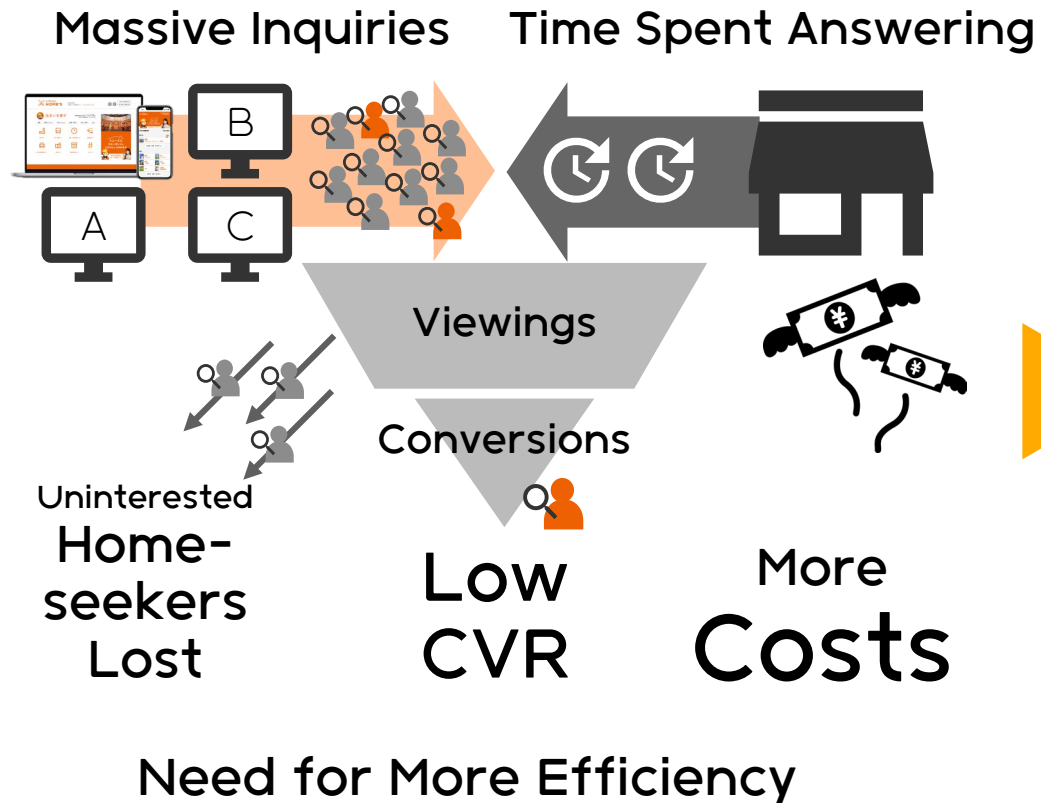 Massive Inquiries
Time Spent Answering
HOME'S
B
A
C
Viewings
¥
¥
Conversions
Uninterested
Home-
seekers
Lost
Low
CVR
More
Costs
Need for More Efficiency